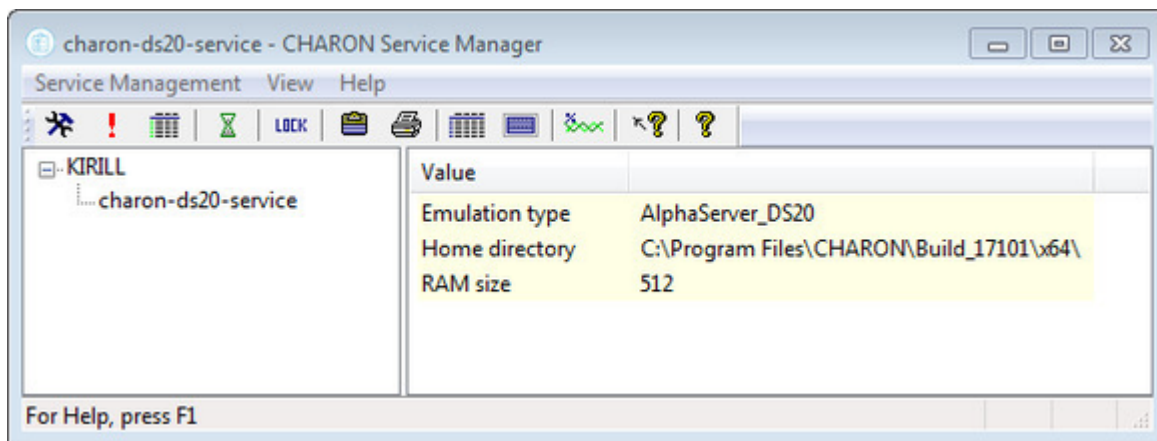 charon-ds20-service - CHARON Service Manager
Service Management View Help
LOCK
KIRILL
charon-ds20-service
Value
Emulation type AlphaServer_DS20
Home directory C:\Program Files\CHARON\Build_17101\x64\
RAM size 512
For Help, press F1